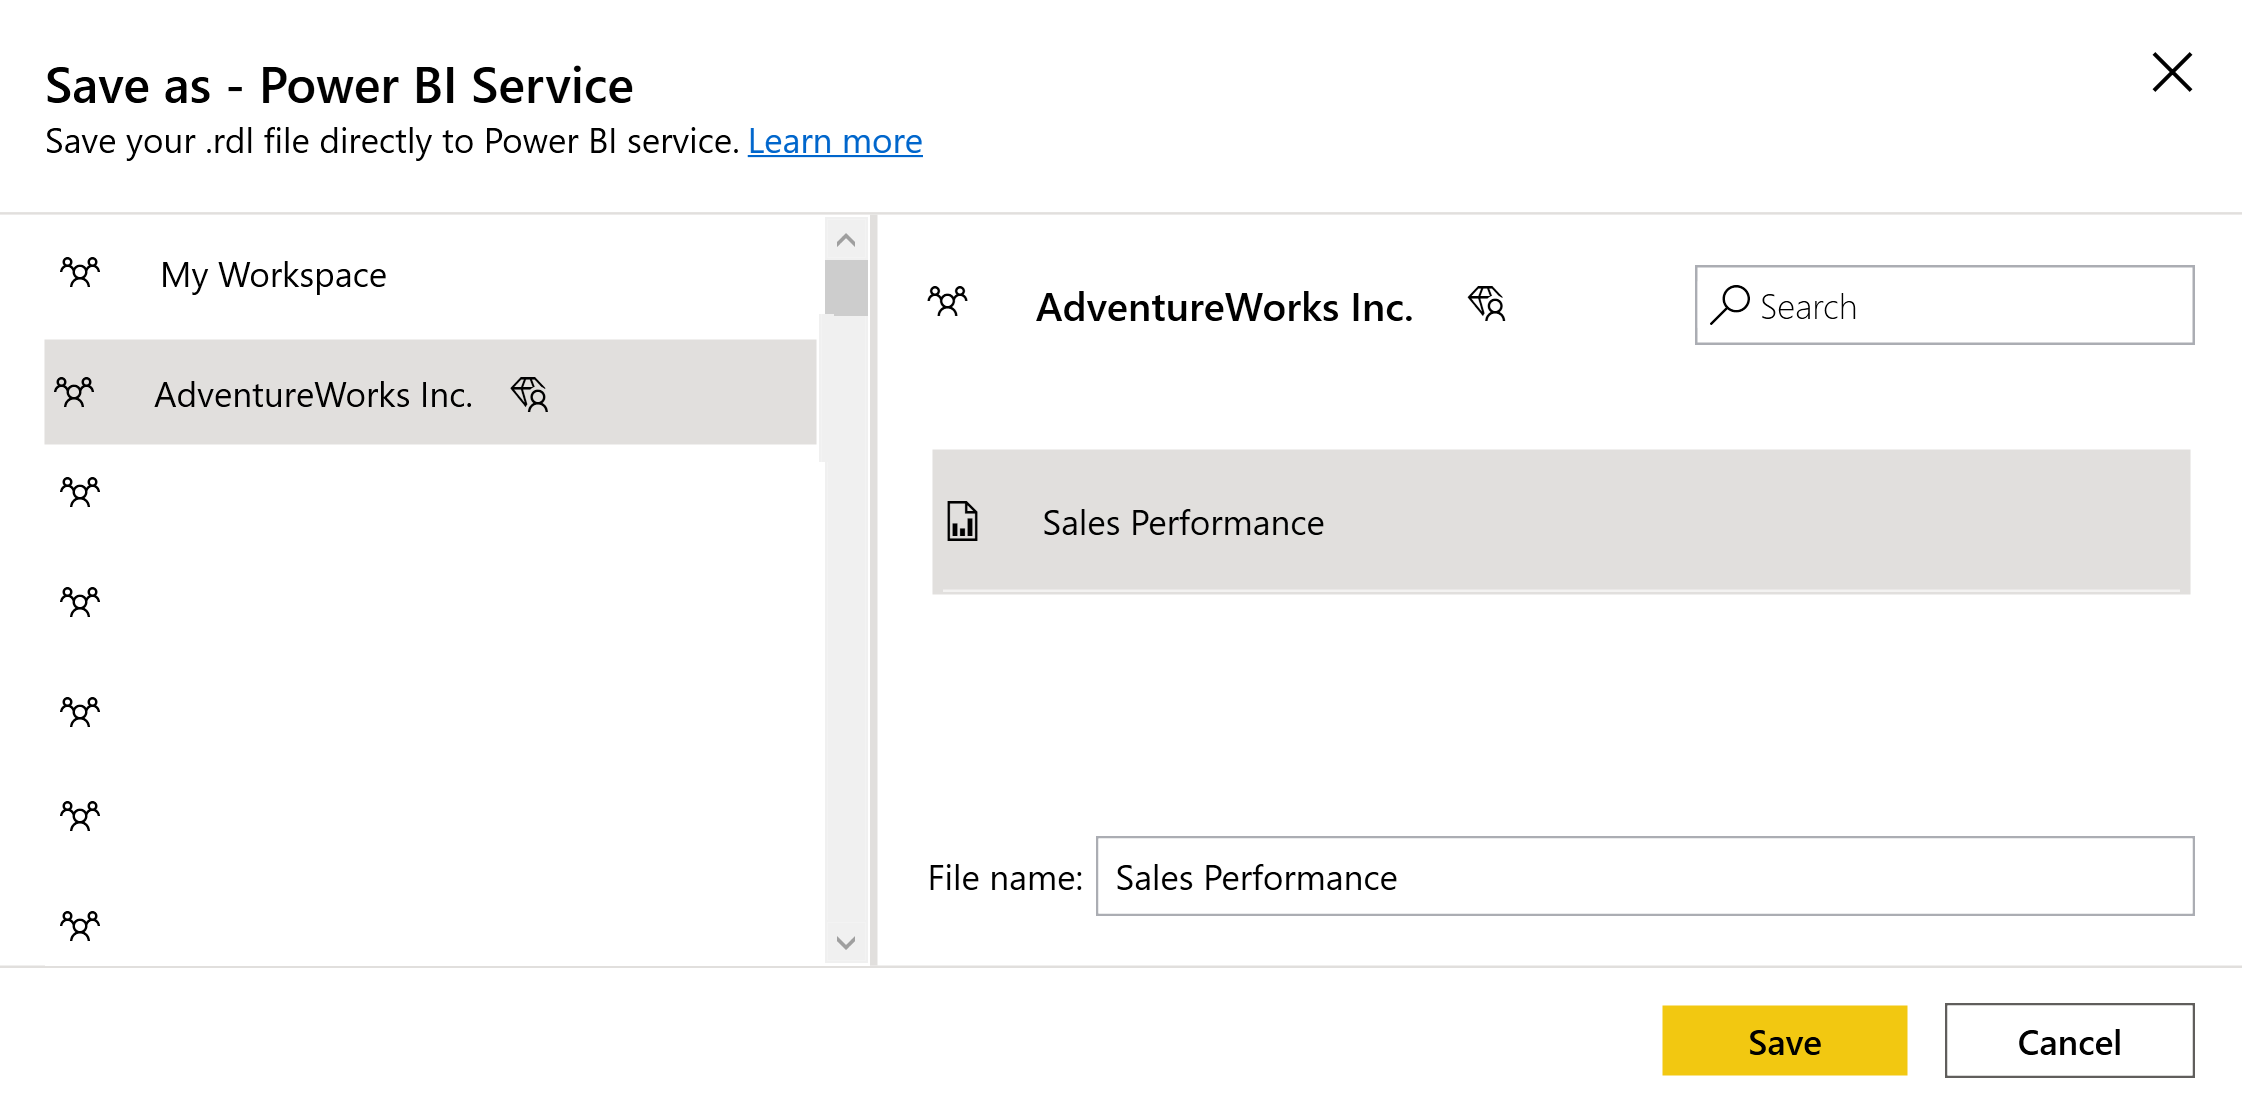 Save as - Power BI Service
Save your .rdl file directly to Power BI service. Learn more
My Workspace
AdventureWorks Inc.
AdventureWorks Inc.
Search
Sales Performance
File name: Sales Performance
Save
Cancel